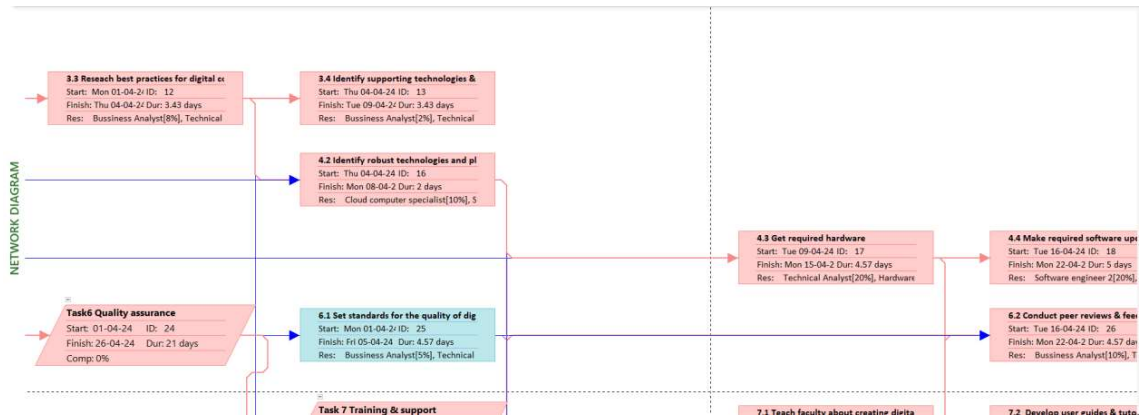 NETWORK DIAGRAM
3.3 Reseach best practices for digital
Start: Mon 01-04-24 ID: 12
Finish: Thu 04-04-24 Dur: 3.43 days
Res: Bussiness Analyst[8%], Technical
3.4 Identify supporting technologies &
Start: Thu 04-04-24 ID: 13
Finish: Tue 09-04-24 Dur: 3.43 days
Res: Bussiness Analyst[2%], Technical
4.2 Identify robust technologies and pl
Start: Thu 04-04-24 ID: 16
Finish: Mon 08-04-2 Dur: 2 days
Res: Cloud computer specialist[10%], S
4.3 Get required hardware
Start: Tue 09-04-24 ID: 17
Finish: Mon 15-04-2 Dur: 4.57 days
Res: Technical Analyst[20%], Hardware
4.4 Make required software
Start: Tue 16-04-24 ID: 18
Finish: Mon 22-04-2 Dur: 5 days
Res: Software engineer 2[20%],
Task6 Quality assurance
Start: 01-04-24 ID: 24
Finish: 26-04-24 Dur: 21 days
Comp: 0%
6.1 Set standards for the quality of dig
Start: Mon 01-04-24 ID: 25
Finish: Fri 05-04-24 Dur: 4.57 days
Res: Bussiness Analyst[5%], Technical
6.2 Conduct peer reviews &
Start: Tue 16-04-24 ID: 26
Finish: Mon 22-04-2 Dur: 4.57 day
Res: Bussiness Analyst[10%], T
Task 7 Training & support
7.1 Teach faculty about creating digita
7.2 Develop user guides &